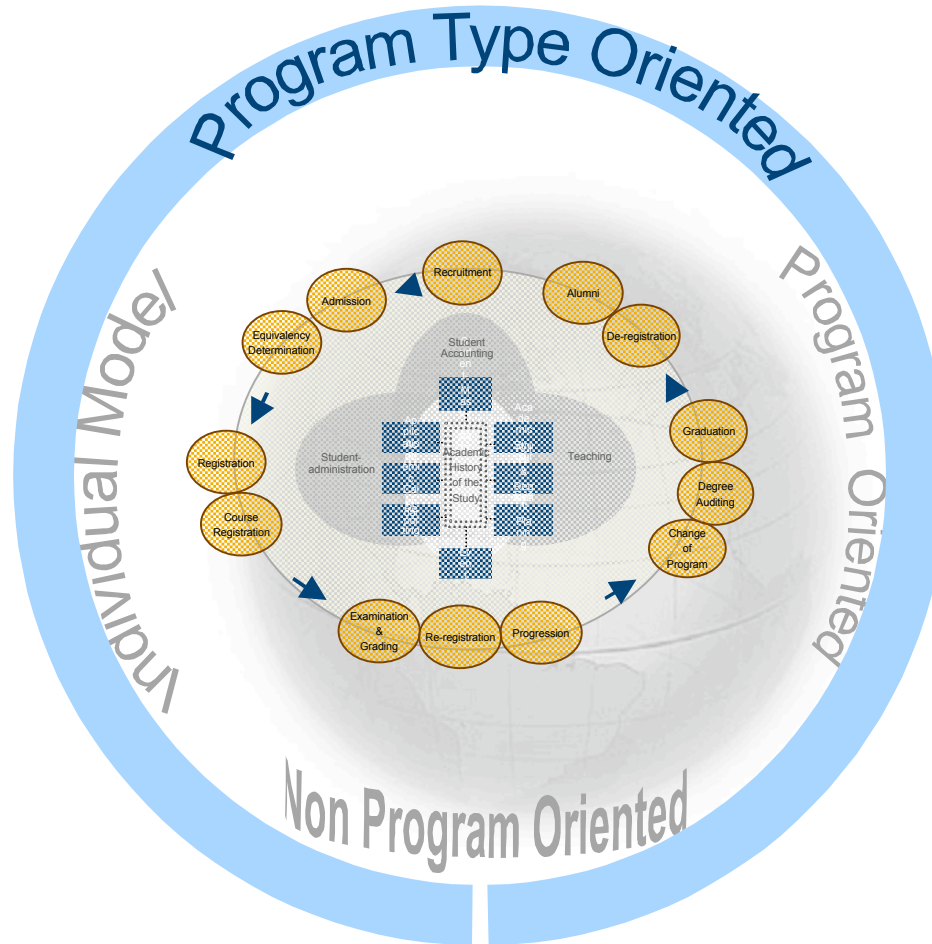 Program Type Oriented
Individual Mode/
Program Oriented
Non Program Oriented
Recruitment
Admission
Equivalency
Determination
Registration
Course
Registration
Examination
&
Grading
Re-registration
Progression
Change
of
Program
Degree
Auditing
Graduation
De-registration
Alumni
Student
Accounting
Student-
administration
Teaching
Academic
History
of the
Study